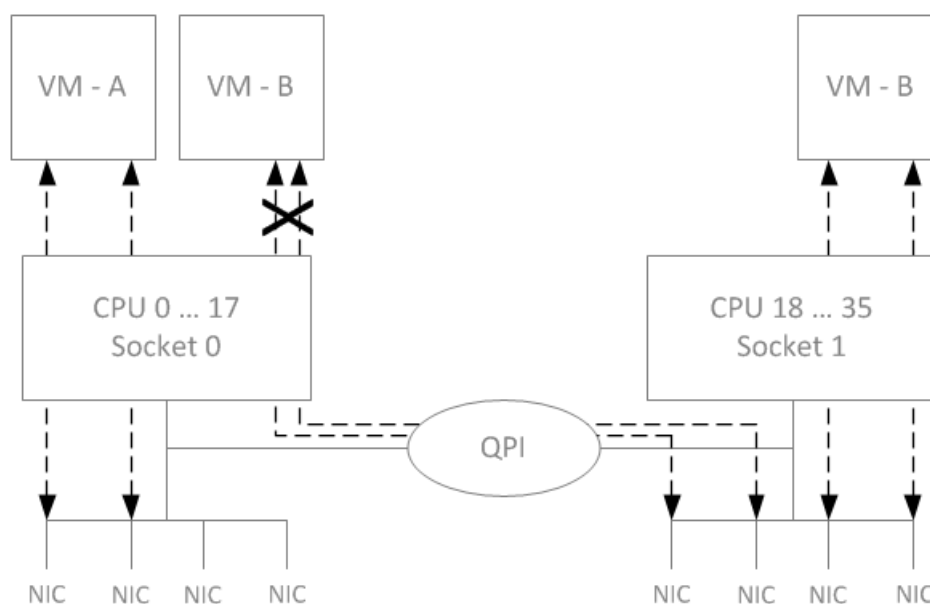 VM - A
VM - B
VM - B
CPU 0 ... 17
Socket 0
CPU 18 ... 35
Socket 1
QPI
NIC
NIC
NIC
NIC
NIC
NIC
NIC
NIC